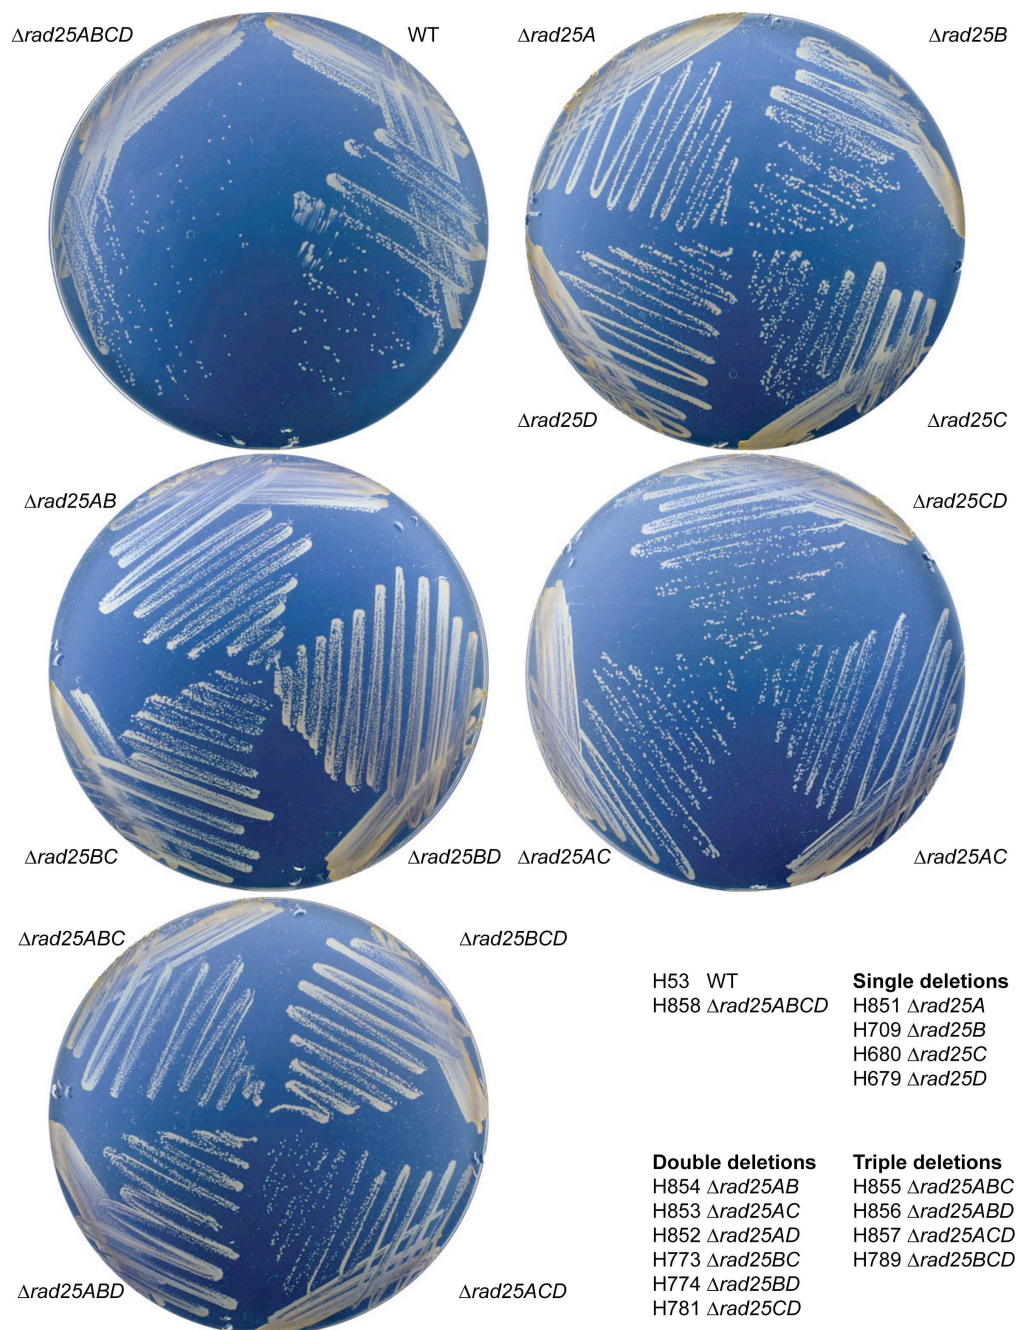 Δrad25ABCD
WT
Δrad25A
Δrad25B
Δrad25D
Δrad25C
Δrad25AB
Δrad25CD
Δrad25BC
Δrad25BD
Δrad25AC
Δrad25AC
Δrad25ABC
Δrad25BCD
Δrad25ABD
Δrad25ACD
H53 WT
H858 Δrad25ABCD
Single deletions
H851 Δrad25A
H709 Δrad25B
H680 Δrad25C
H679 Δrad25D
Double deletions
H854 Δrad25AB
H853 Δrad25AC
H852 Δrad25AD
H773 Δrad25BC
H774 Δrad25BD
H781 Δrad25CD
Triple deletions
H855 Δrad25ABC
H856 Δrad25ABD
H857 Δrad25ACD
H789 Δrad25BCD